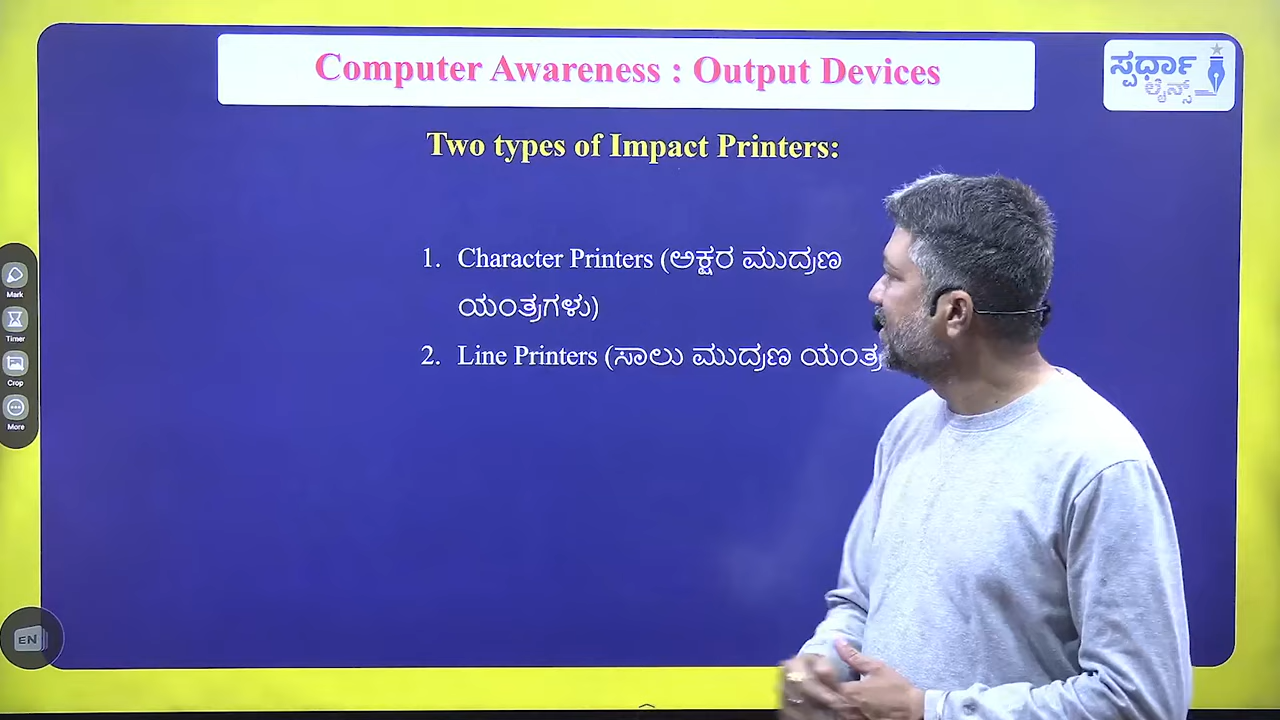 Computer Awareness : Output Devices
ಸ್ಪರ್ಧಾ
ಲೈನ್ಸ್
Two types of Impact Printers:
1. Character Printers (ಅಕ್ಷರ ಮುದ್ರಣ
ಯಂತ್ರಗಳು)
2. Line Printers (ಸಾಲು ಮುದ್ರಣ ಯಂತ್ರ
Mark
Timer
Crop
More
EN